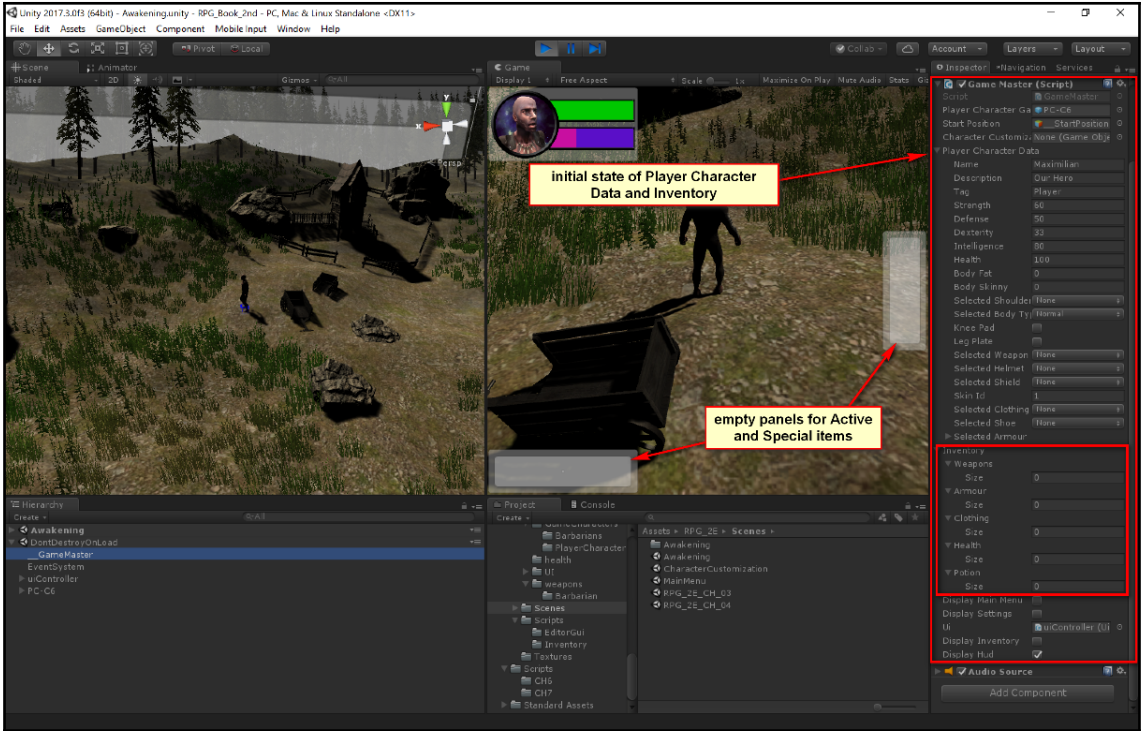 Unity 2017.3.0f3 (64bit) - Awakening.unity - RPG_Book_2nd - PC, Mac & Linux Standalone <DX11>
File Edit Assets GameObject Component Mobile Input Window Help
Pivot Local Collab Account Layers Layout
Scene Animator
Shaded 2D Gizmos All
y
x
Persp
Game
Display 1 Free Aspect Scale 1x Maximize On Play Mute Audio Stats
initial state of Player Character
Data and Inventory
empty panels for Active
and Special items
Inspector Navigation Services
Game Master (Script)
Script GameMaster
Player Character Ga PC-C6
Start Position __StartPosition
Character Customiz None (Game Obje
Player Character Data
Name Maximilian
Description Our Hero
Tag Player
Strength 60
Defense 50
Dexterity 33
Intelligence 80
Health 100
Body Fat 0
Body Skinny 0
Selected Shoulder None
Selected Body Ty Normal
Knee Pad
Leg Plate
Selected Weapon None
Selected Helmet None
Selected Shield None
Skin Id 1
Selected Clothing None
Selected Shoe None
Selected Armour
Inventory
Weapons
Size 0
Armour
Size 0
Clothing
Size 0
Health
Size 0
Potion
Size 0
Display Main Menu
Display Settings
Ui uiController (Ui
Display Inventory
Display Hud
Audio Source
Add Component
Hierarchy
Create All
Awakening
DontDestroyOnLoad
__GameMaster
EventSystem
uiController
PC-C6
Project Console
Create
GameCharacters
Barbarians
PlayerCharacter
health
UI
weapons
Barbarian
Scenes
Scripts
EditorGui
Inventory
Textures
Scripts
CH6
CH7
Standard Assets
Assets RPG_2E Scenes
Awakening
Awakening
CharacterCustomization
MainMenu
RPG_2E_CH_03
RPG_2E_CH_04